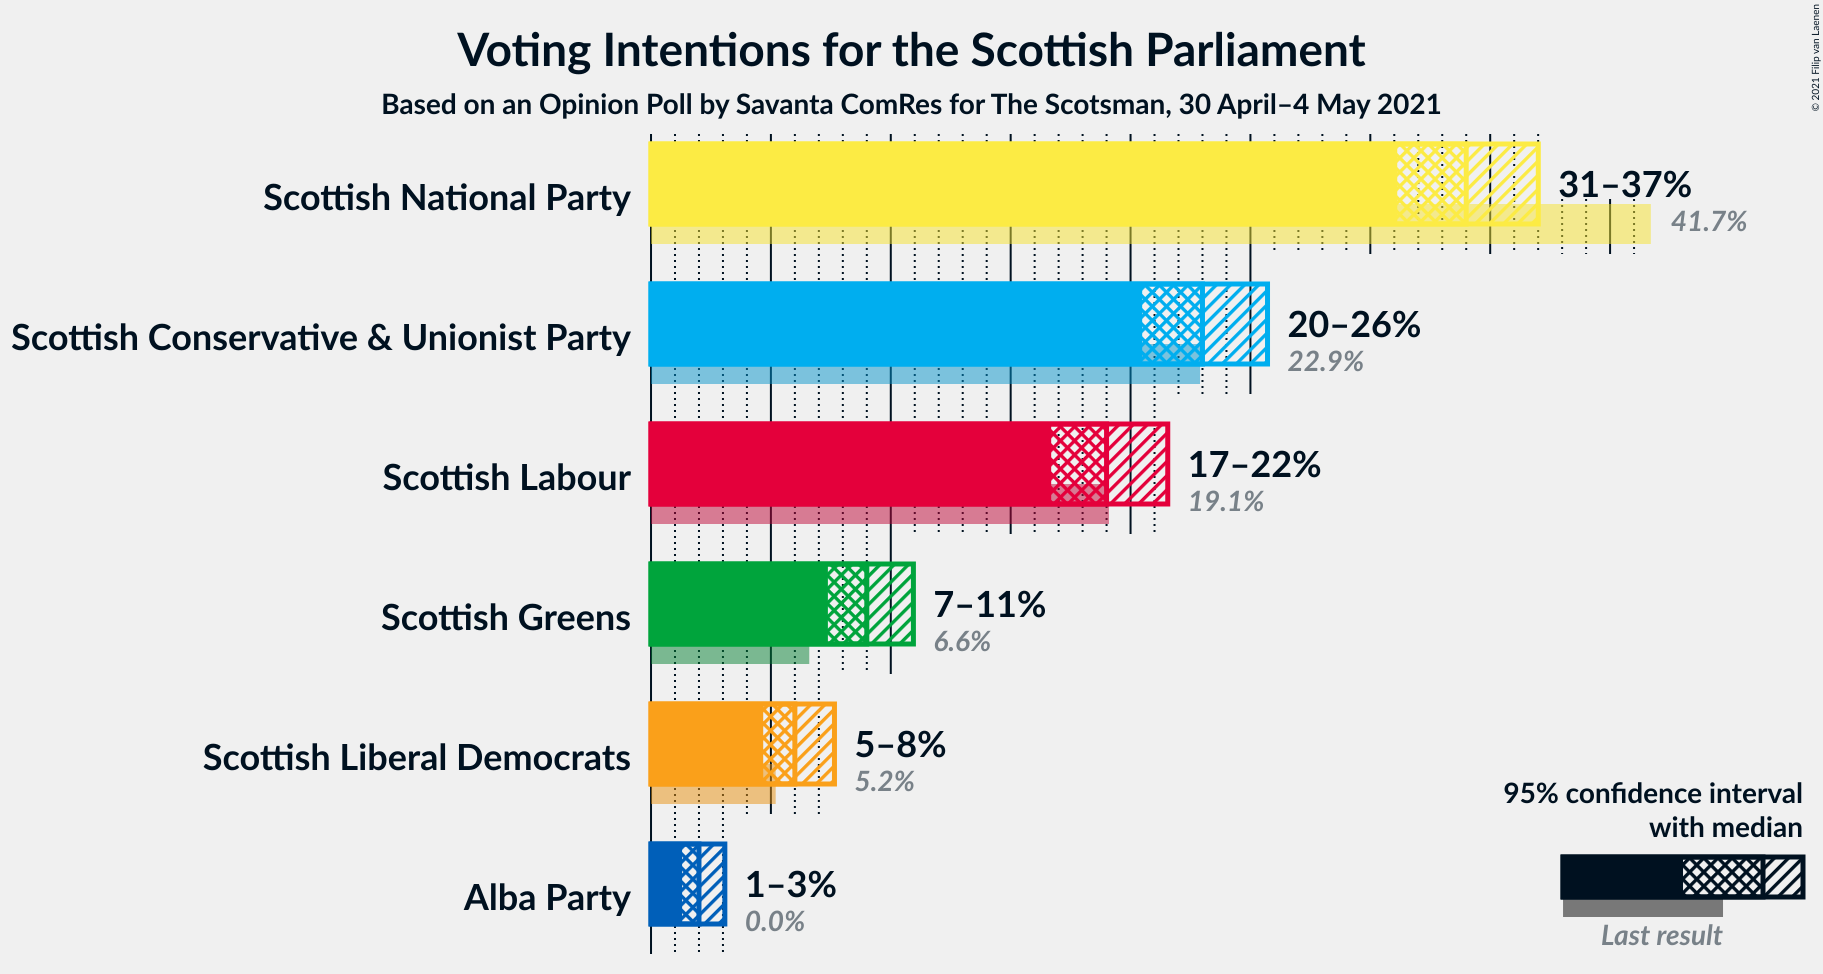 Voting Intentions for the Scottish Parliament
Based on an Opinion Poll by Savanta ComRes for The Scotsman, 30 April–4 May 2021
© 2021 Filip van Laenen
Scottish National Party
31–37%
41.7%
Scottish Conservative & Unionist Party
20–26%
22.9%
Scottish Labour
17–22%
19.1%
Scottish Greens
7–11%
6.6%
Scottish Liberal Democrats
5–8%
5.2%
Alba Party
1–3%
0.0%
95% confidence interval
with median
Last result